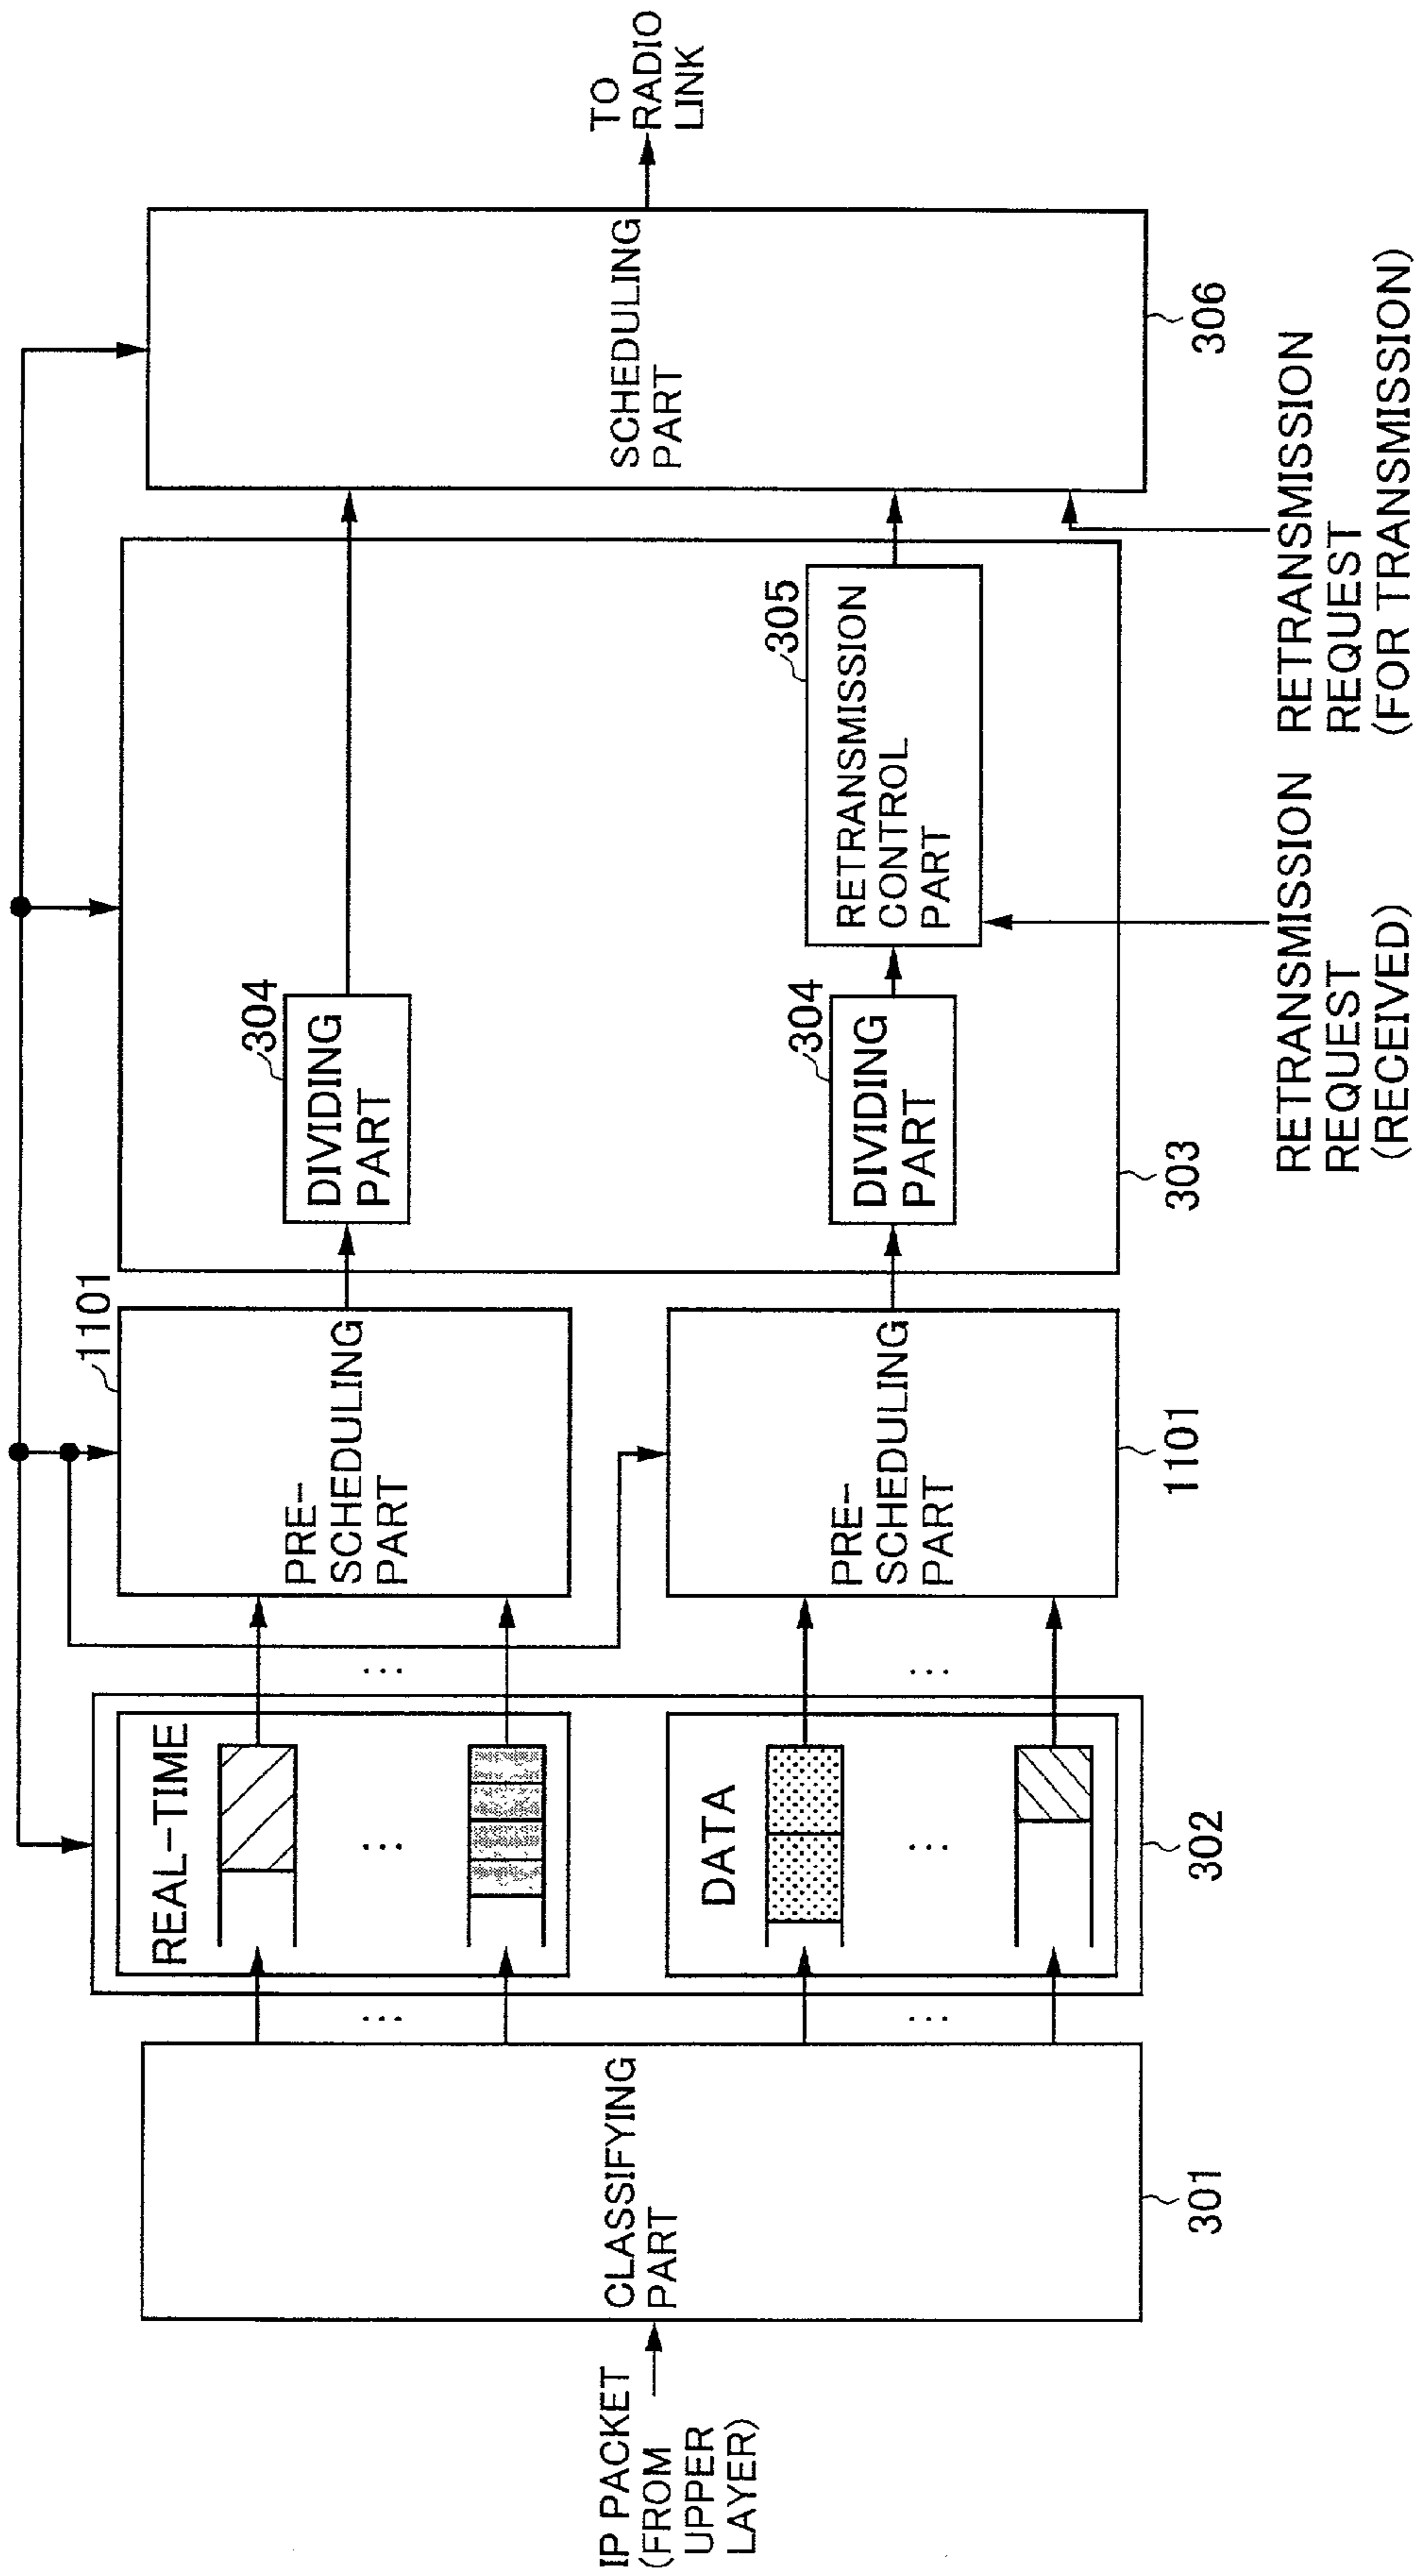 IP PACKET
(FROM
UPPER
LAYER)
CLASSIFYING
PART
301
REAL-TIME
...
...
...
DATA
...
...
...
302
1101
PRE-
SCHEDULING
PART
PRE-
SCHEDULING
PART
1101
304
DIVIDING
PART
304
DIVIDING
PART
305
RETRANSMISSION
CONTROL
PART
303
RETRANSMISSION
REQUEST
(RECEIVED)
RETRANSMISSION
REQUEST
(FOR TRANSMISSION)
SCHEDULING
PART
306
TO
RADIO
LINK